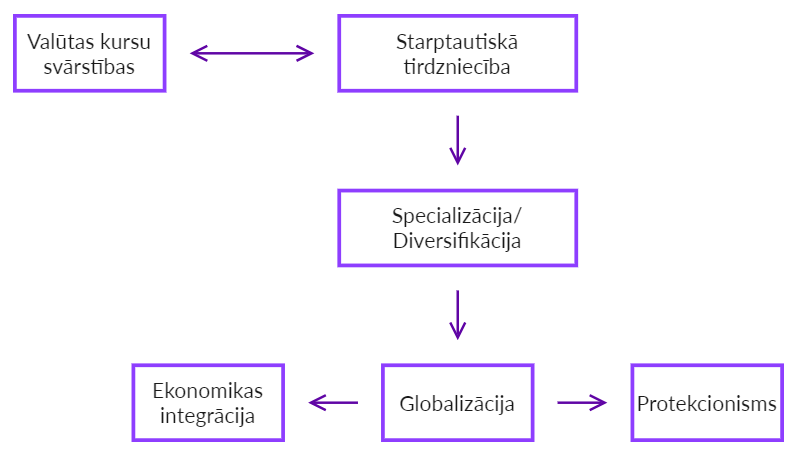 Valūtas kursu
svārstības
Starptautiskā
tirdzniecība
Specializācija/
Diversifikācija
Ekonomikas
integrācija
Globalizācija
Protekcionisms